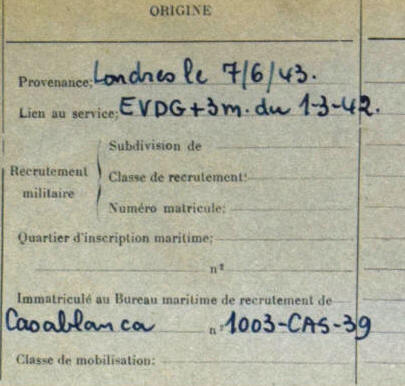 ORIGINE
Provenance: Londres le 7/6/43.
Lien au service: EVDG+3m. du 1-3-42.
Recrutement militaire
Subdivision de
Classe de recrutement:
Numéro matricule:
Quartier d'inscription maritime:
n°
Immatriculé au Bureau maritime de recrutement de
Casablanca n° 1003-CAS-39
Classe de mobilisation: